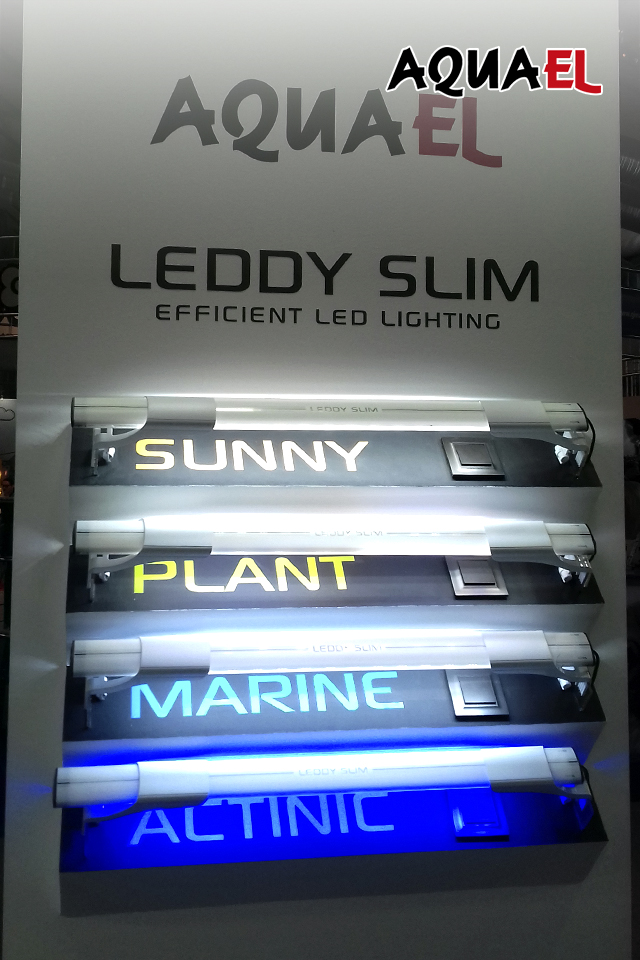 AQUAEL
AQUAEL
LEDDY SLIM
EFFICIENT LED LIGHTING
LEDDY SLIM
SUNNY
LEDDY SLIM
PLANT
LEDDY SLIM
MARINE
LEDDY SLIM
ACTINIC